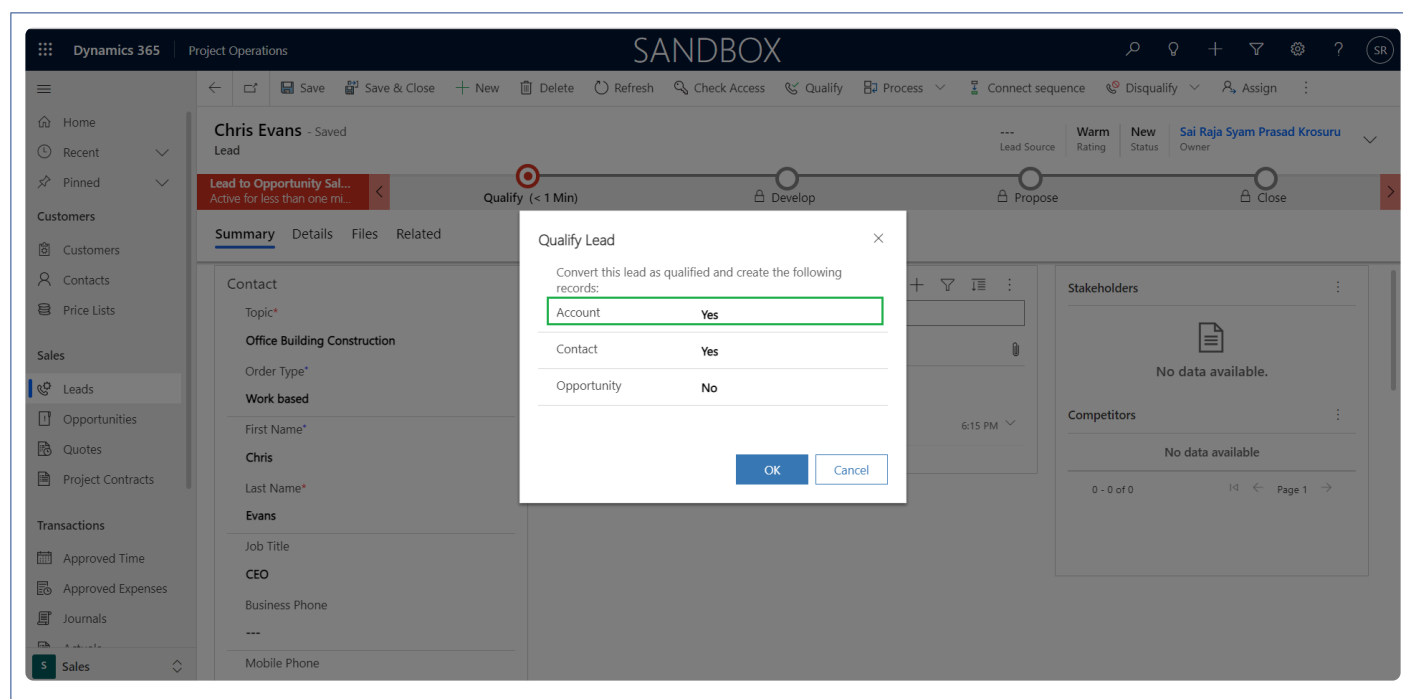 Dynamics 365
Project Operations
SANDBOX
SR
Save
Save & Close
New
Delete
Refresh
Check Access
Qualify
Process
Connect sequence
Disqualify
Assign
Home
Recent
Pinned
Customers
Customers
Contacts
Price Lists
Sales
Leads
Opportunities
Quotes
Project Contracts
Transactions
Approved Time
Approved Expenses
Journals
S Sales
Chris Evans - Saved
Lead
---
Lead Source
Warm
Rating
New
Status
Sai Raja Syam Prasad Krosuru
Owner
Lead to Opportunity Sal...
Active for less than one mi...
Qualify (< 1 Min)
Develop
Propose
Close
Summary Details Files Related
Contact
Topic*
Office Building Construction
Order Type*
Work based
First Name*
Chris
Last Name*
Evans
Job Title
CEO
Business Phone
---
Mobile Phone
Qualify Lead
Convert this lead as qualified and create the following
records:
Account Yes
Contact Yes
Opportunity No
OK Cancel
6:15 PM
Stakeholders
No data available.
Competitors
No data available
0 - 0 of 0
Page 1